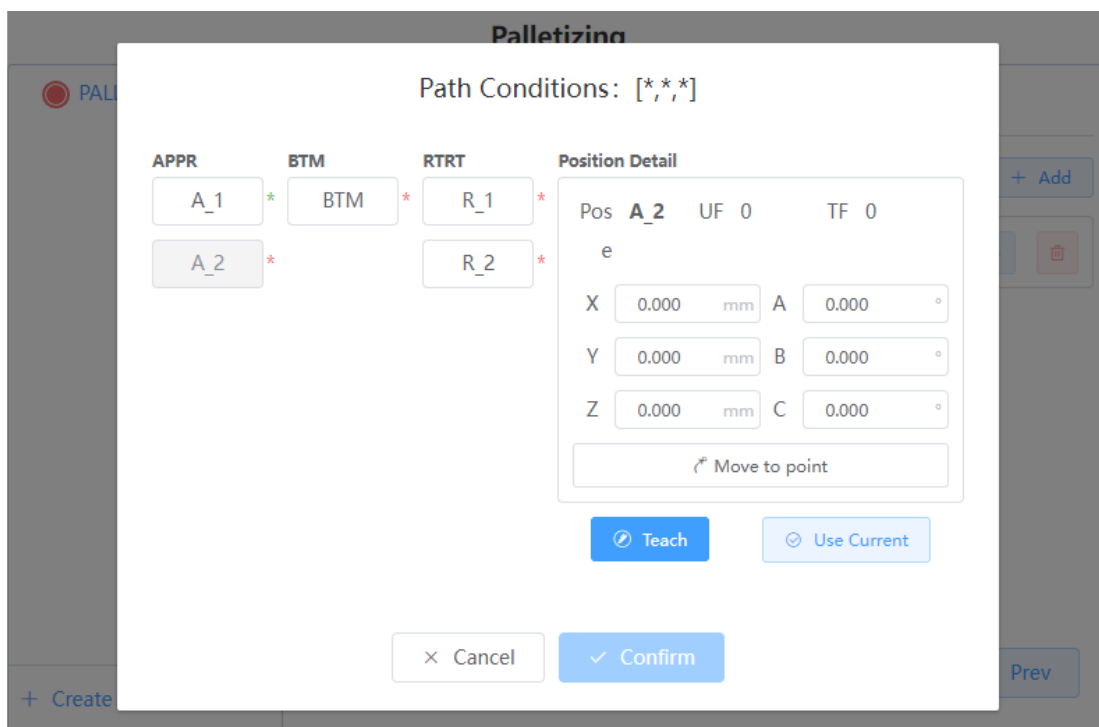 Palletizing
PALL
Path Conditions: [*,*,*]
APPR BTM RTRT Position Detail
A_1 * BTM * R_1 *
A_2 * R_2 *
Pos A_2 UF 0 TF 0
e
X 0.000 mm A 0.000 °
Y 0.000 mm B 0.000 °
Z 0.000 mm C 0.000 °
Move to point
Teach Use Current
Cancel Confirm
+ Add
Prev
+ Create